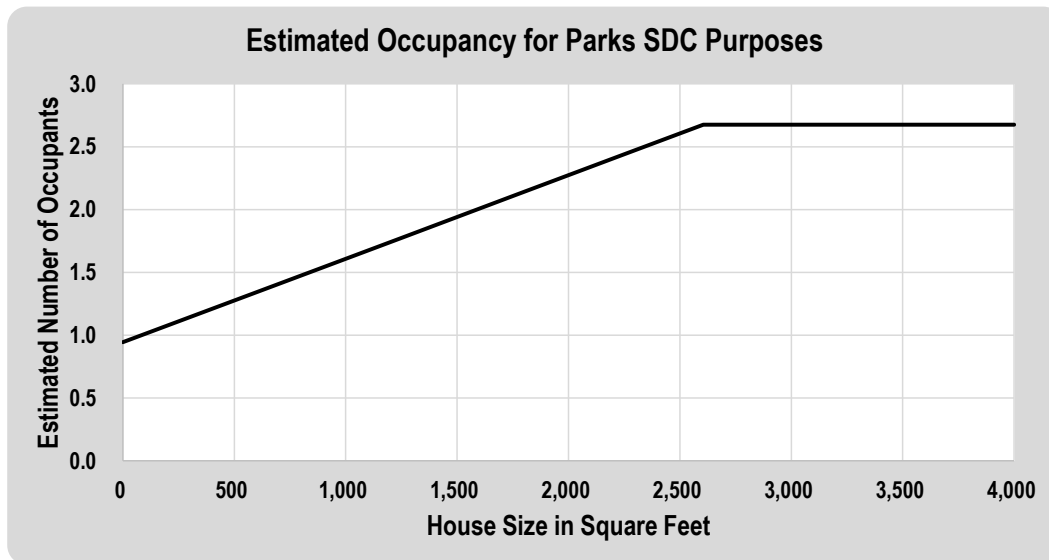 Estimated Occupancy for Parks SDC Purposes
Estimated Number of Occupants
3.0
2.5
2.0
1.5
1.0
0.5
0.0
0 500 1,000 1,500 2,000 2,500 3,000 3,500 4,000
House Size in Square Feet